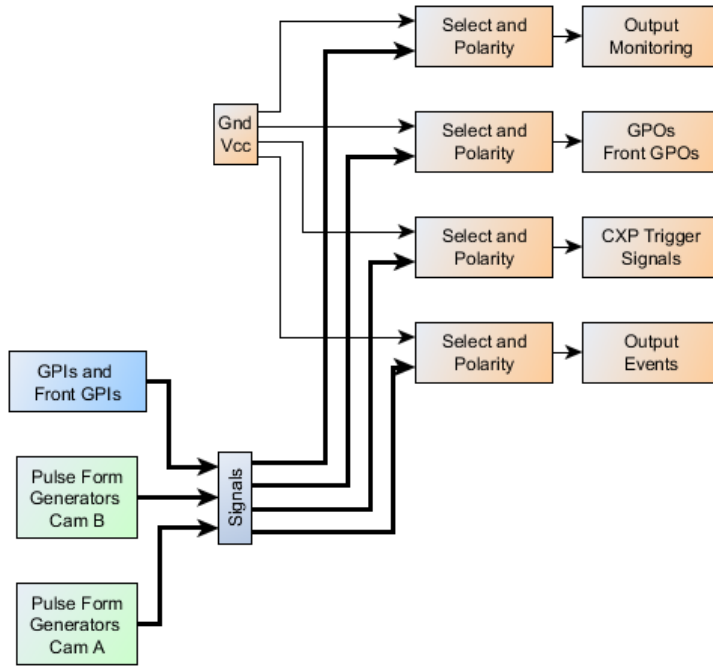 Select and
Polarity
Output
Monitoring
Gnd
Vcc
Select and
Polarity
GPOs
Front GPOs
Select and
Polarity
CXP Trigger
Signals
Select and
Polarity
Output
Events
GPIs and
Front GPIs
Pulse Form
Generators
Cam B
Signals
Pulse Form
Generators
Cam A